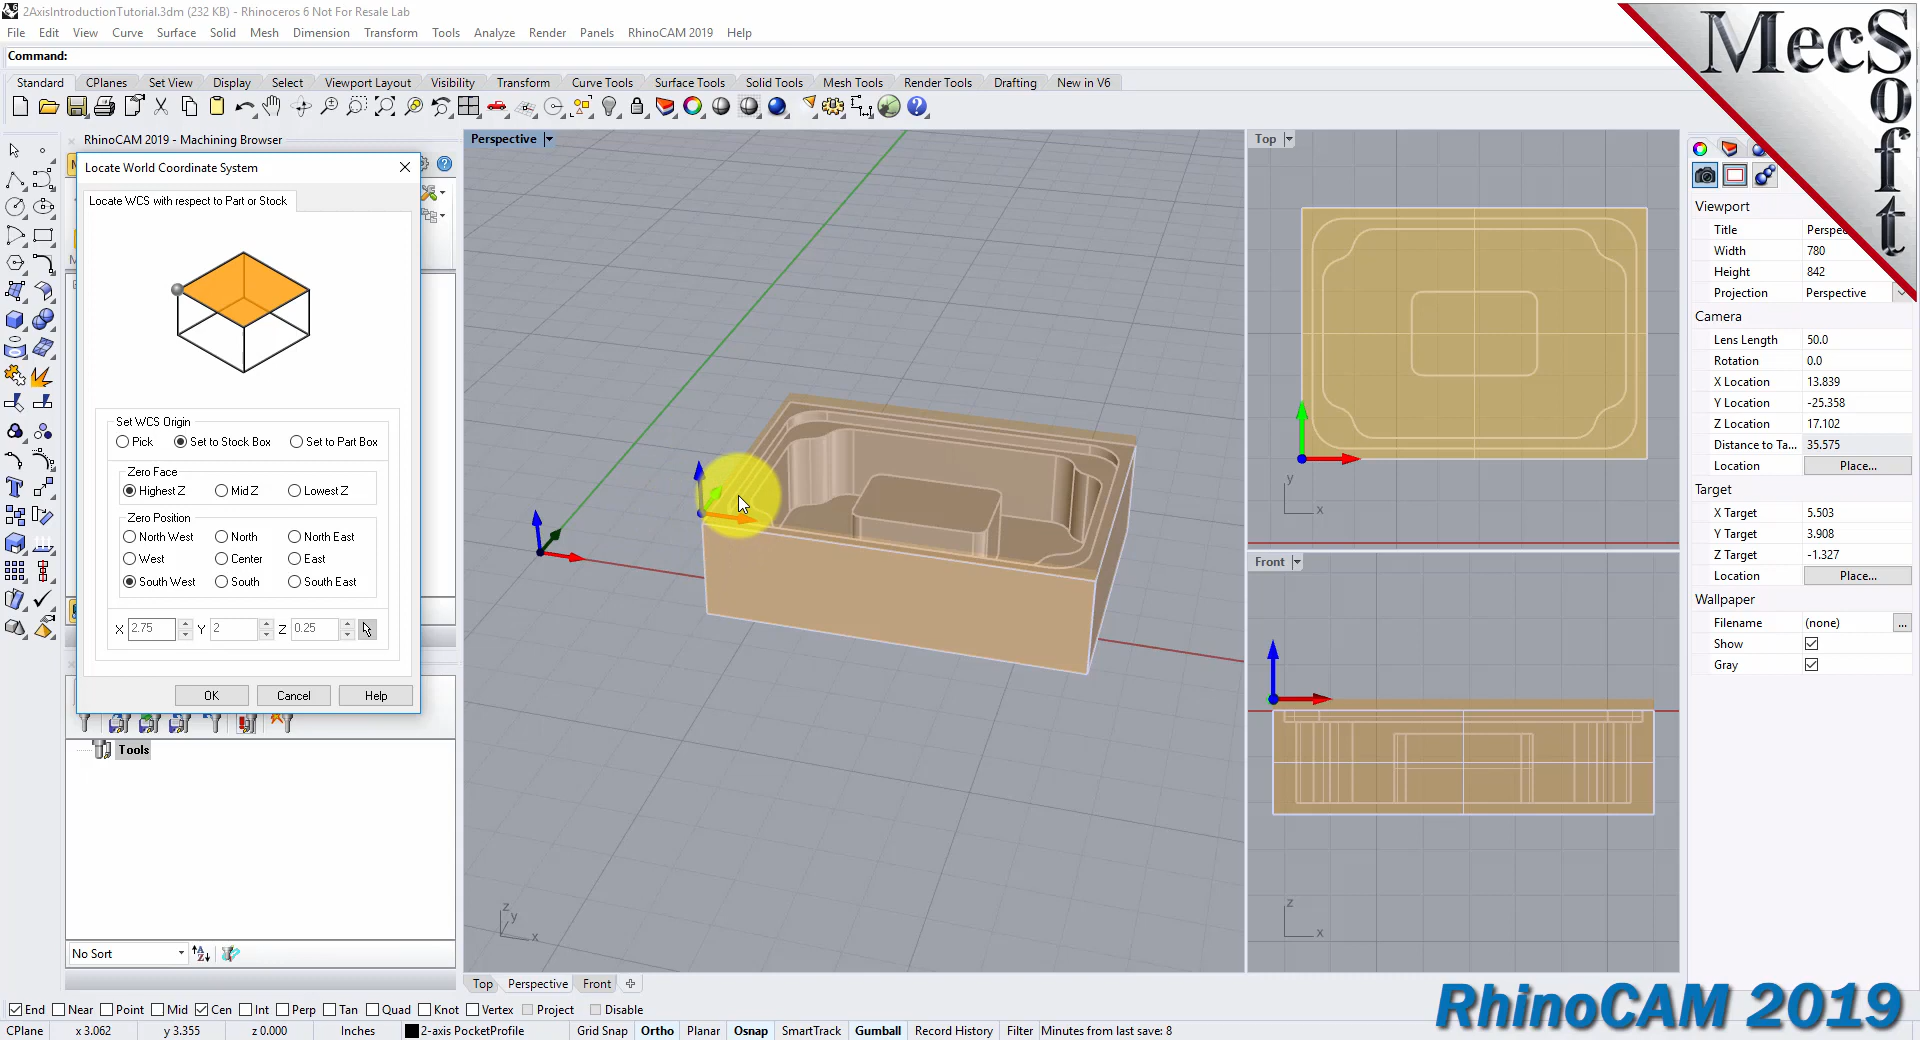 2AxisIntroductionTutorial.3dm (232 KB) - Rhinoceros 6 Not For Resale Lab
File Edit View Curve Surface Solid Mesh Dimension Transform Tools Analyze Render Panels RhinoCAM 2019 Help
Command:
Standard CPlanes Set View Display Select Viewport Layout Visibility Transform Curve Tools Surface Tools Solid Tools Mesh Tools Render Tools Drafting New in V6
MecSoft
RhinoCAM 2019 - Machining Browser
Locate World Coordinate System
Locate WCS with respect to Part or Stock
Set WCS Origin
Pick Set to Stock Box Set to Part Box
Zero Face
Highest Z Mid Z Lowest Z
Zero Position
North West North North East
West Center East
South West South South East
X 2.75 Y 2 Z 0.25
OK Cancel Help
Tools
No Sort
Perspective
z
y
x
Top
y
x
Front
z
x
Viewport
Title
Width 780
Height 842
Projection Perspective
Camera
Lens Length 50.0
Rotation 0.0
X Location 13.839
Y Location -25.358
Z Location 17.102
Distance to Ta... 35.575
Location Place...
Target
X Target 5.503
Y Target 3.908
Z Target -1.327
Location Place...
Wallpaper
Filename (none) ...
Show
Gray
Top Perspective Front
RhinoCAM 2019
End Near Point Mid Cen Int Perp Tan Quad Knot Vertex Project Disable
CPlane x 3.062 y 3.355 z 0.000 Inches 2-axis PocketProfile Grid Snap Ortho Planar Osnap SmartTrack Gumball Record History Filter Minutes from last save: 8